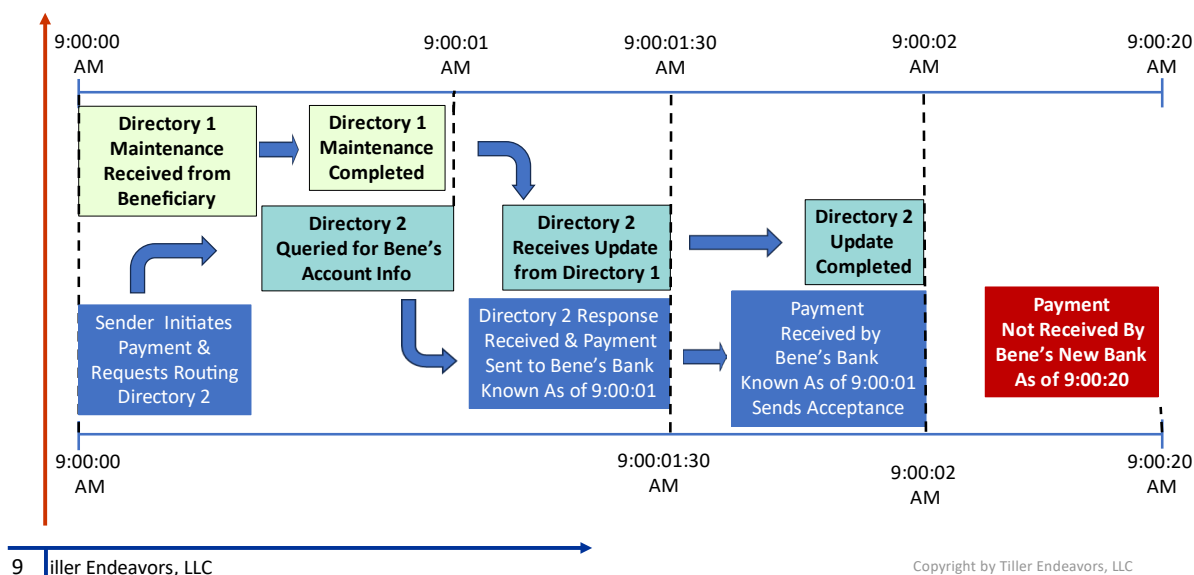 9:00:00
AM
9:00:01
AM
9:00:01:30
AM
9:00:02
AM
9:00:20
AM
Directory 1
Maintenance
Received from
Beneficiary
Directory 1
Maintenance
Completed
Directory 2
Queried for Bene's
Account Info
Directory 2
Receives Update
from Directory 1
Directory 2
Update
Completed
Sender Initiates
Payment &
Requests Routing
Directory 2
Directory 2 Response
Received & Payment
Sent to Bene's Bank
Known As of 9:00:01
Payment
Received by
Bene's Bank
Known As of 9:00:01
Sends Acceptance
Payment
Not Received By
Bene's New Bank
As of 9:00:20
9:00:00
AM
9:00:01:30
AM
9:00:02
AM
9:00:20
AM
9 iller Endeavors, LLC
Copyright by Tiller Endeavors, LLC